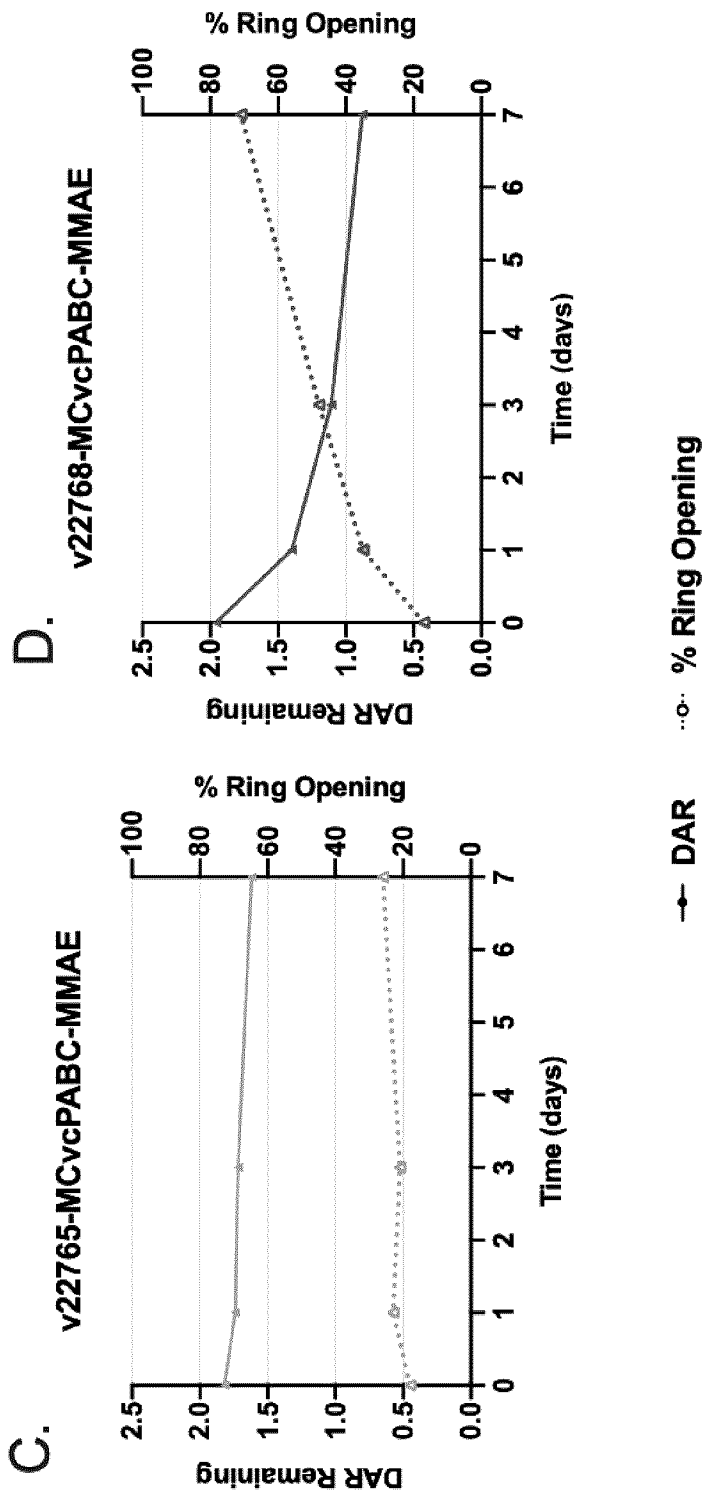 C.
v22765-MCvcPABC-MMAE
DAR Remaining
2.5
2.0
1.5
1.0
0.5
0.0
% Ring Opening
100
80
60
40
20
0
0 1 2 3 4 5 6 7
Time (days)
D.
v22768-MCvcPABC-MMAE
DAR Remaining
2.5
2.0
1.5
1.0
0.5
0.0
% Ring Opening
100
80
60
40
20
0
0 1 2 3 4 5 6 7
Time (days)
DAR
% Ring Opening